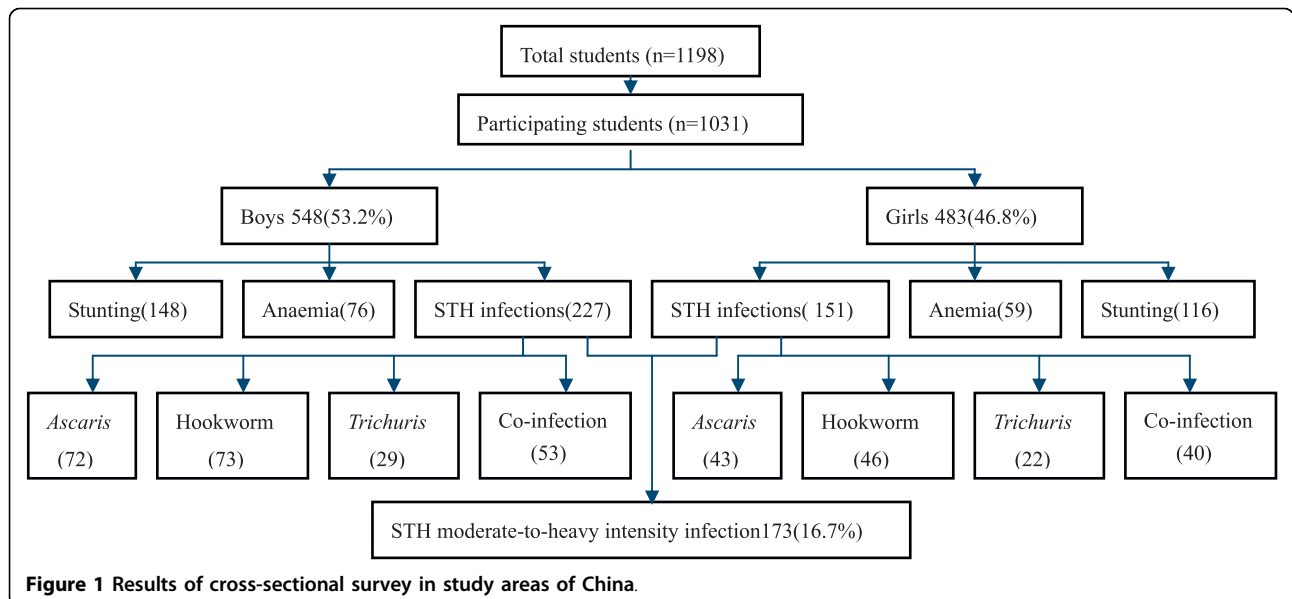 Total students (n=1198)
Participating students (n=1031)
Boys 548(53.2%)
Girls 483(46.8%)
Stunting(148)
Anaemia(76)
STH infections(227)
STH infections( 151)
Anemia(59)
Stunting(116)
Ascaris
(72)
Hookworm
(73)
Trichuris
(29)
Co-infection
(53)
Ascaris
(43)
Hookworm
(46)
Trichuris
(22)
Co-infection
(40)
STH moderate-to-heavy intensity infection173(16.7%)
Figure 1 Results of cross-sectional survey in study areas of China.